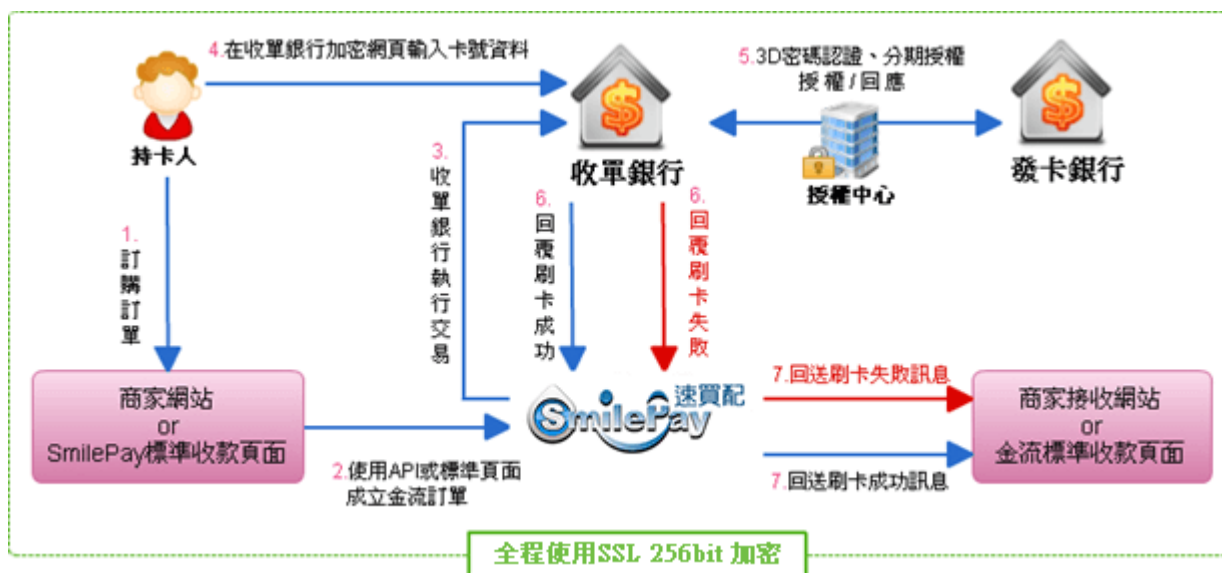 4.在收單銀行加密網頁輸入卡號資料
5.3D密碼認證、分期授權
授權/回應
持卡人
收單銀行
授權中心
發卡銀行
1.訂購訂單
3.收單銀行執行交易
6.回覆刷卡成功
6.回覆刷卡失敗
商家網站
or
SmilePay標準收款頁面
2.使用API或標準頁面
成立金流訂單
速買配
SmilePay
7.回送刷卡失敗訊息
7.回送刷卡成功訊息
商家接收網站
or
金流標準收款頁面
全程使用SSL 256bit 加密